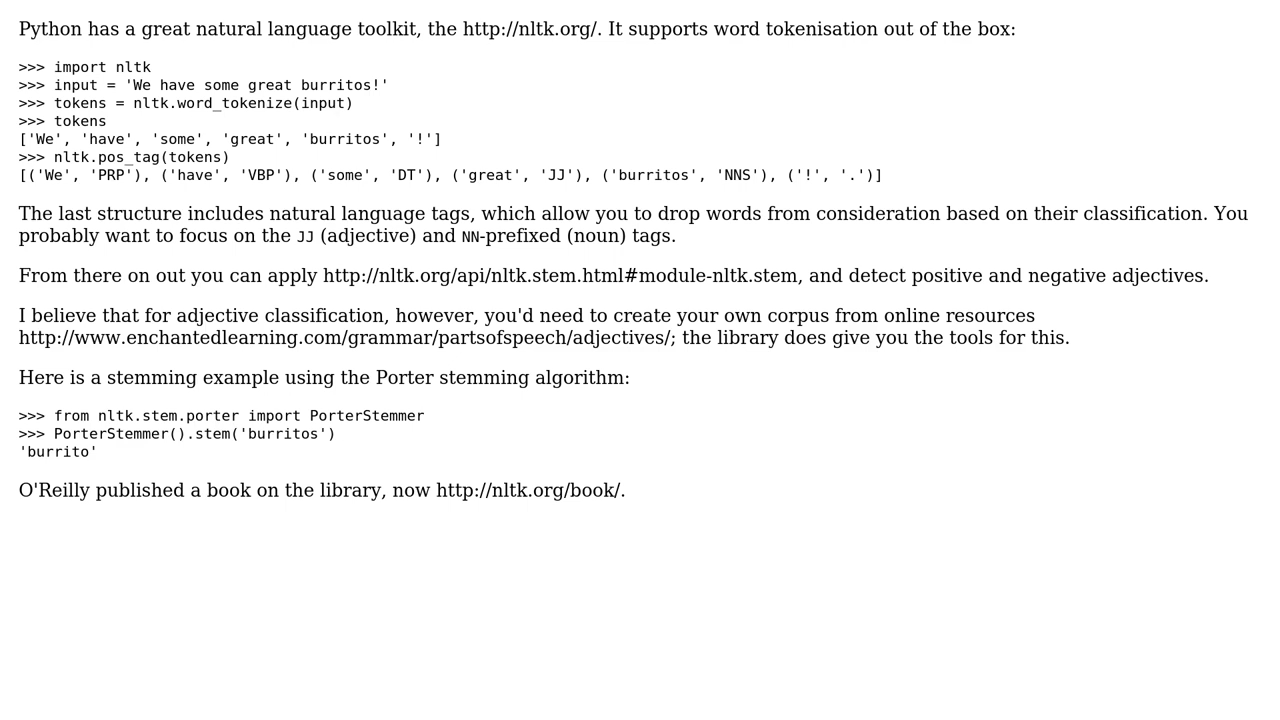 Python has a great natural language toolkit, the http://nltk.org/. It supports word tokenisation out of the box:
>>> import nltk
>>> input = 'We have some great burritos!'
>>> tokens = nltk.word_tokenize(input)
>>> tokens
['We', 'have', 'some', 'great', 'burritos', '!']
>>> nltk.pos_tag(tokens)
[('We', 'PRP'), ('have', 'VBP'), ('some', 'DT'), ('great', 'JJ'), ('burritos', 'NNS'), ('!', '.')]
The last structure includes natural language tags, which allow you to drop words from consideration based on their classification. You
probably want to focus on the JJ (adjective) and NN-prefixed (noun) tags.
From there on out you can apply http://nltk.org/api/nltk.stem.html#module-nltk.stem, and detect positive and negative adjectives.
I believe that for adjective classification, however, you'd need to create your own corpus from online resources
http://www.enchantedlearning.com/grammar/partsofspeech/adjectives/; the library does give you the tools for this.
Here is a stemming example using the Porter stemming algorithm:
>>> from nltk.stem.porter import PorterStemmer
>>> PorterStemmer().stem('burritos')
'burrito'
O'Reilly published a book on the library, now http://nltk.org/book/.